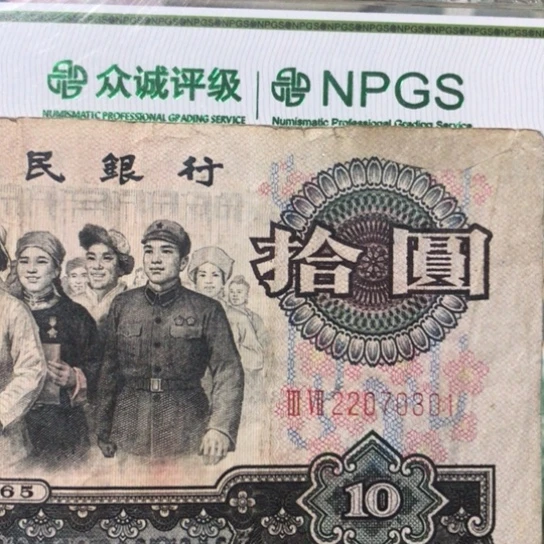 众诚评级 NPGS
NUMISMATIC PROFESSIONAL GRADING SERVICE Numismatic Professional Grading Service
民銀行
拾圓
III VII 22070301
965
10